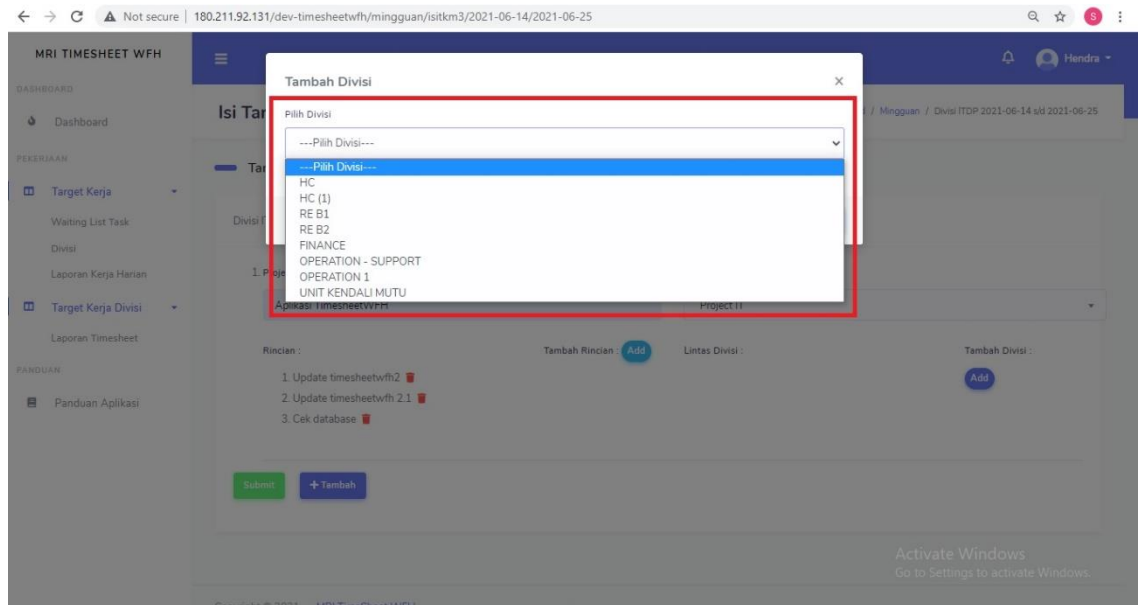 Not secure | 180.211.92.131/dev-timesheetwfh/mingguan/isitkm3/2021-06-14/2021-06-25
S
MRI TIMESHEET WFH
Hendra
DASHBOARD
Dashboard
PEKERJAAN
Target Kerja
Waiting List Task
Divisi
Laporan Kerja Harian
Target Kerja Divisi
Laporan Timesheet
PANDUAN
Panduan Aplikasi
Tambah Divisi ×
Isi Tar
/ Mingguan / Divisi ITDP 2021-06-14 s/d 2021-06-25
Pilih Divisi
---Pilih Divisi---
---Pilih Divisi---
HC
HC (1)
RE B1
RE B2
FINANCE
OPERATION - SUPPORT
OPERATION 1
UNIT KENDALI MUTU
Tar
Divisi
1. Proje
Aplikasi TimesheetWFH
Project IT
Rincian : Tambah Rincian : Add Lintas Divisi : Tambah Divisi :
Add
1. Update timesheetwfh2
2. Update timesheetwfh 2.1
3. Cek database
Submit + Tambah
Activate Windows
Go to Settings to activate Windows.